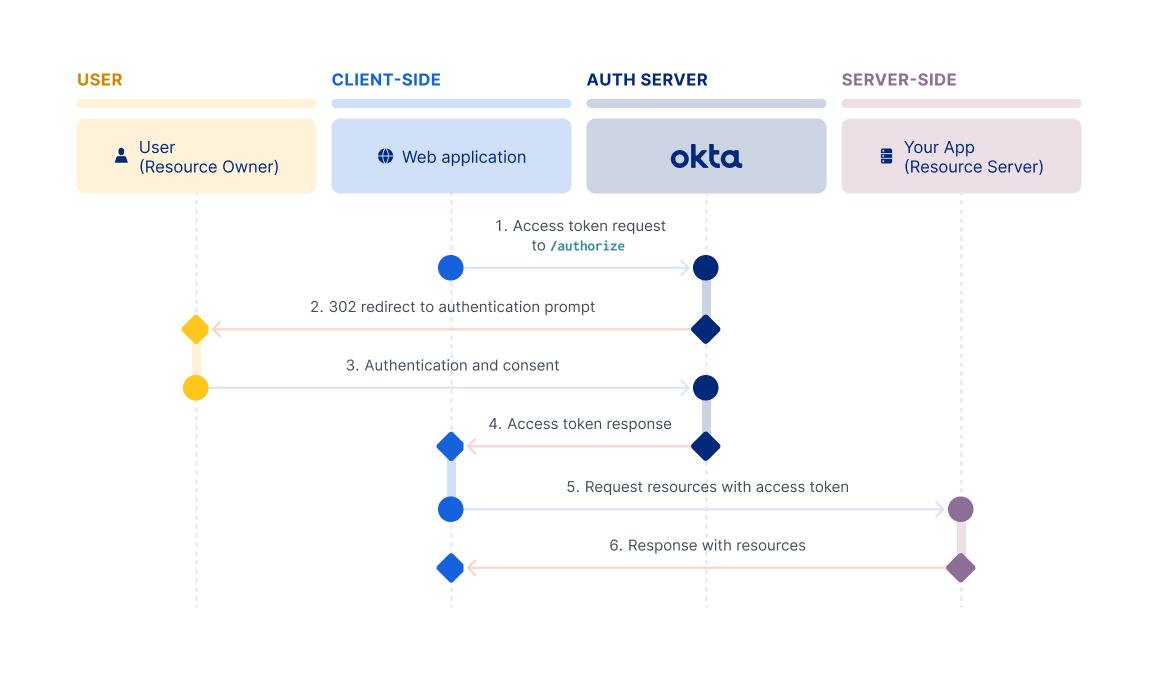 USER
CLIENT-SIDE
AUTH SERVER
SERVER-SIDE
User
(Resource Owner)
Web application
okta
Your App
(Resource Server)
1. Access token request
to /authorize
2. 302 redirect to authentication prompt
3. Authentication and consent
4. Access token response
5. Request resources with access token
6. Response with resources